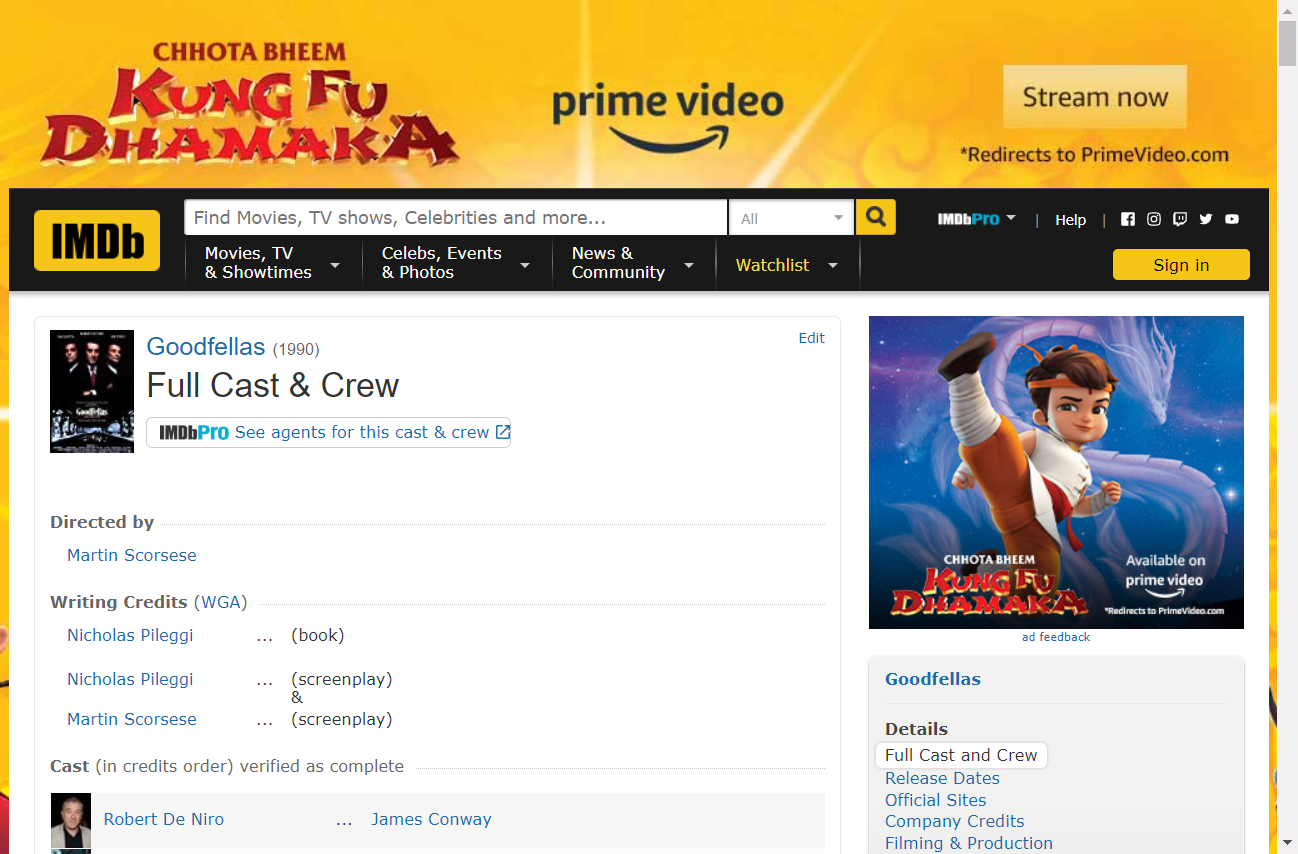 CHHOTA BHEEM
KUNG FU
DHAMAKA
prime video
Stream now
*Redirects to PrimeVideo.com
IMDb
Find Movies, TV shows, Celebrities and more...
All
IMDbPro
|
Help
|
Movies, TV
& Showtimes
Celebs, Events
& Photos
News &
Community
Watchlist
Sign in
Goodfellas (1990)
Edit
Full Cast & Crew
IMDbPro See agents for this cast & crew
Goodfellas
Directed by
Martin Scorsese
Writing Credits (WGA)
Nicholas Pileggi ... (book)
Nicholas Pileggi ... (screenplay)
&
Martin Scorsese ... (screenplay)
Cast (in credits order) verified as complete
Robert De Niro ... James Conway
CHHOTA BHEEM
KUNG FU
DHAMAKA
Available on
prime video
*Redirects to PrimeVideo.com
ad feedback
Goodfellas
Details
Full Cast and Crew
Release Dates
Official Sites
Company Credits
Filming & Production